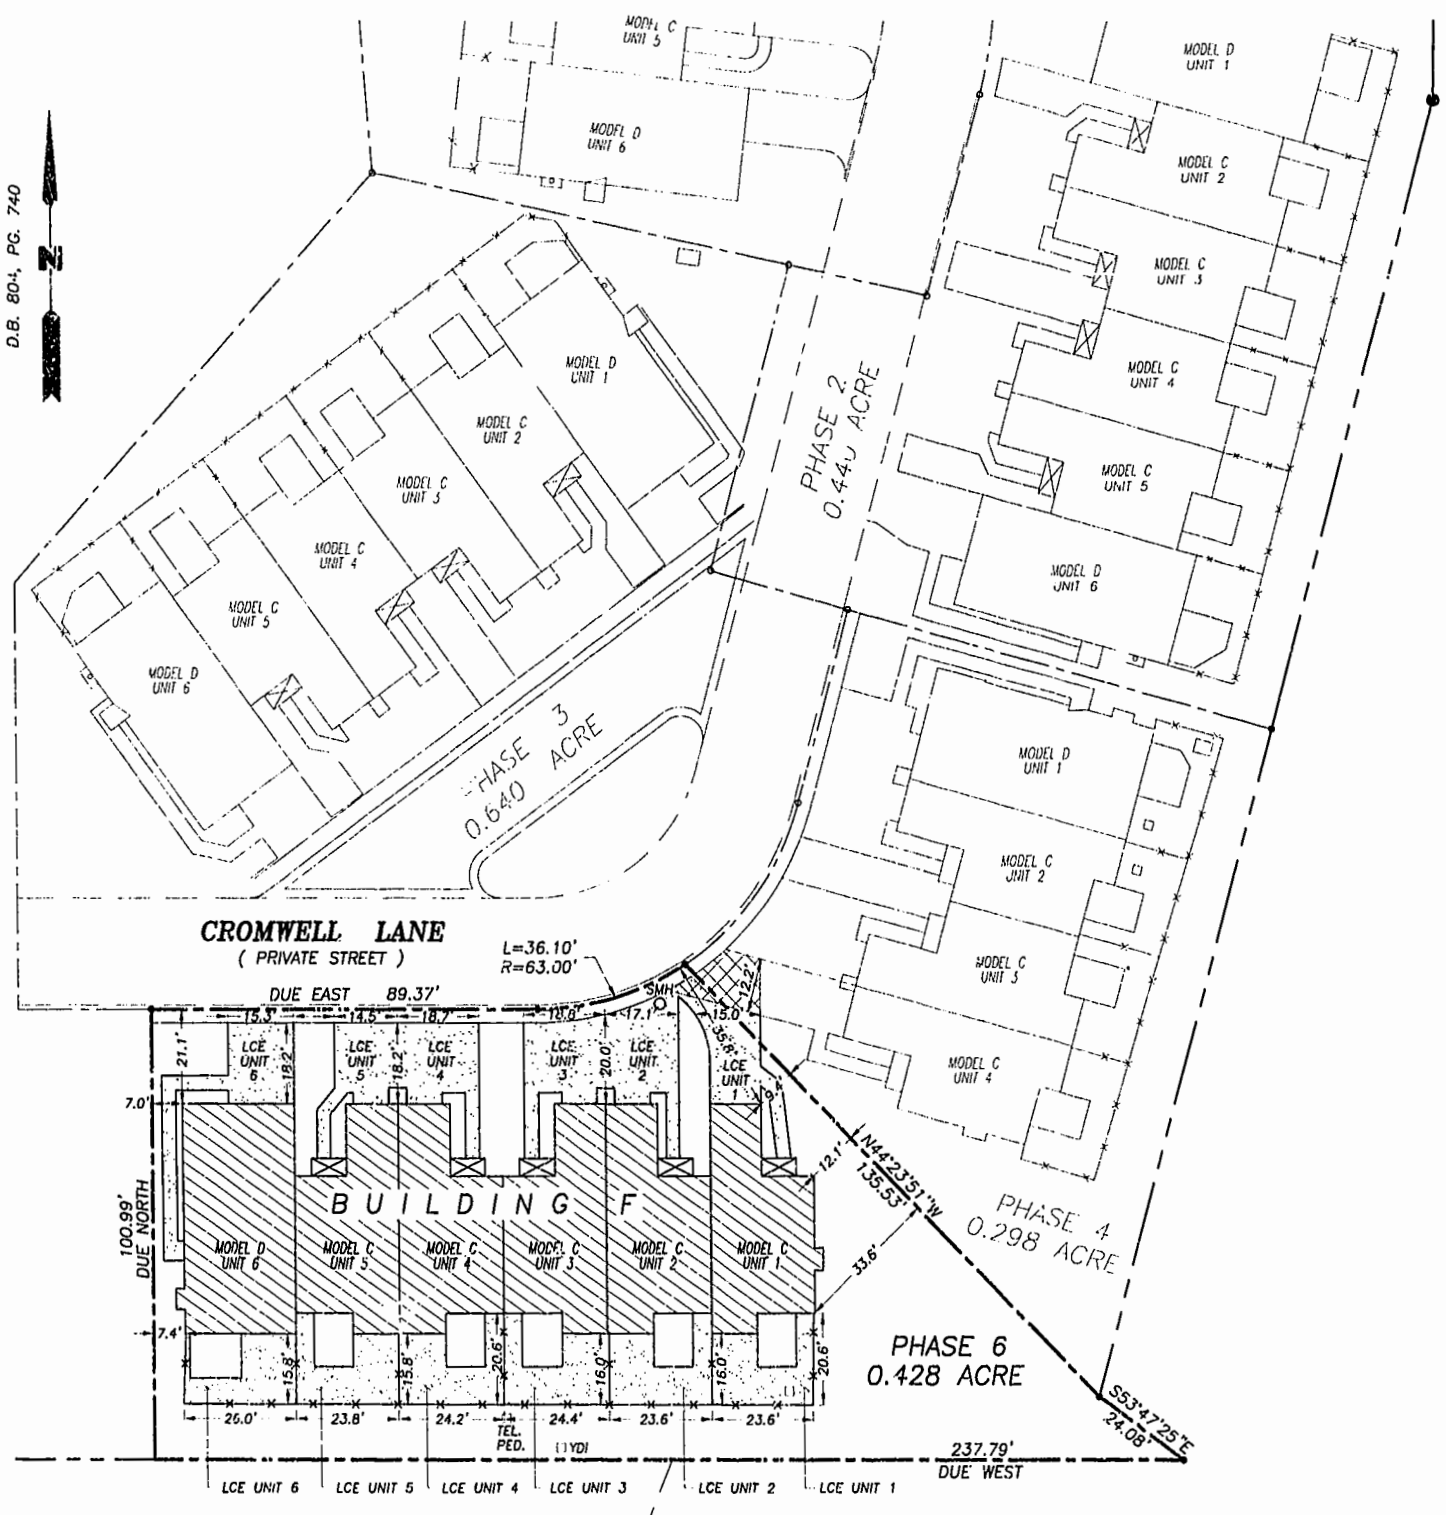 D.B. 804, PG. 740
N
MODEL C
UNIT 5
MODEL D
UNIT 6
MODEL D
UNIT 1
MODEL C
UNIT 2
MODEL C
UNIT 3
MODEL C
UNIT 4
MODEL C
UNIT 5
MODEL D
UNIT 6
MODEL D
UNIT 1
MODEL C
UNIT 2
MODEL C
UNIT 3
MODEL C
UNIT 4
MODEL C
UNIT 5
MODEL D
UNIT 6
PHASE 2
0.440 ACRE
PHASE 3
0.640 ACRE
MODEL D
UNIT 1
MODEL C
UNIT 2
MODEL C
UNIT 3
MODEL C
UNIT 4
PHASE 4
0.298 ACRE
CROMWELL LANE
( PRIVATE STREET )
L=36.10'
R=63.00'
DUE EAST 89.37'
SMH
12.2'
15.3'
14.5'
18.7'
18.8'
17.1'
15.0'
21.1'
18.2'
18.2'
20.0'
35.8'
LCE
UNIT
6
LCE
UNIT
5
LCE
UNIT
4
LCE
UNIT
3
LCE
UNIT
2
LCE
UNIT
1
7.0'
12.1'
N44°23'51"W
135.53'
33.6'
100.99'
DUE NORTH
BUILDING F
MODEL D
UNIT 6
MODEL C
UNIT 5
MODEL C
UNIT 4
MODEL C
UNIT 3
MODEL C
UNIT 2
MODEL C
UNIT 1
7.4'
15.8'
15.8'
20.6'
16.0'
16.0'
20.6'
PHASE 6
0.428 ACRE
S53°47'25"E
24.08'
26.0'
23.8'
24.2'
24.4'
23.6'
23.6'
TEL.
PED.
YDI
237.79'
DUE WEST
LCE UNIT 6
LCE UNIT 5
LCE UNIT 4
LCE UNIT 3
LCE UNIT 2
LCE UNIT 1